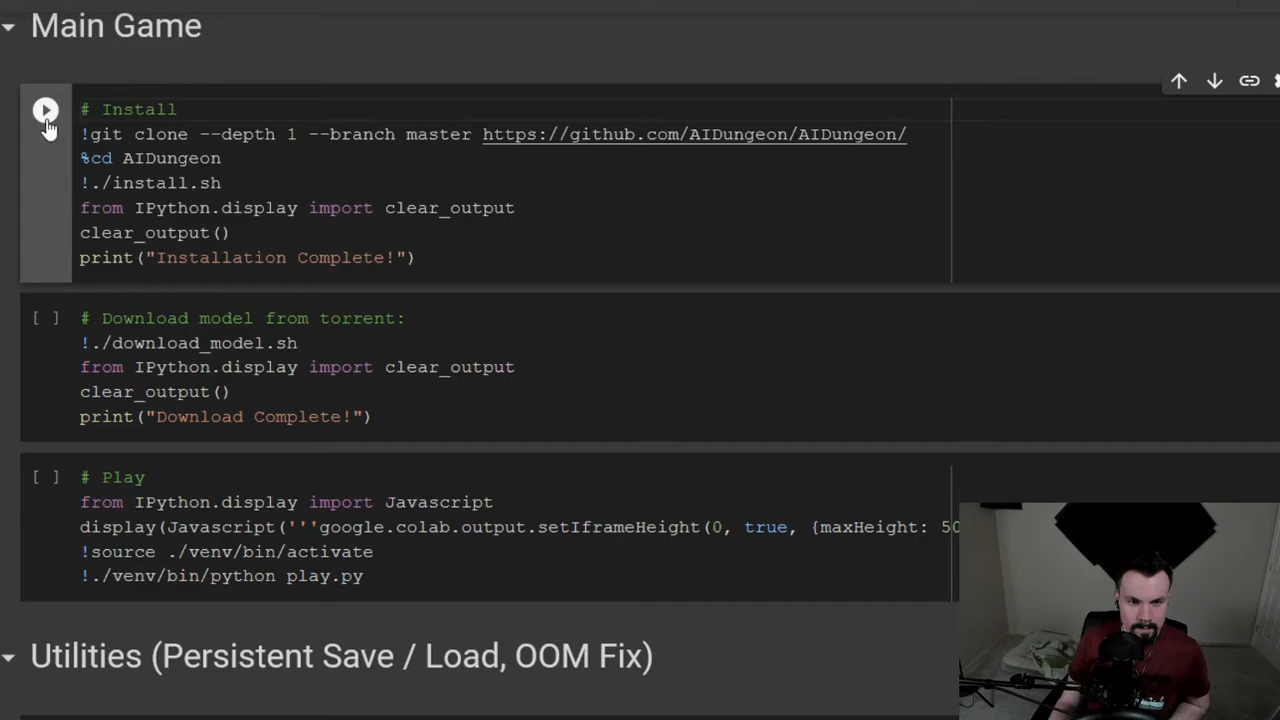 Main Game
# Install
!git clone --depth 1 --branch master https://github.com/AIDungeon/AIDungeon/
%cd AIDungeon
!./install.sh
from IPython.display import clear_output
clear_output()
print("Installation Complete!")
[ ] # Download model from torrent:
!./download_model.sh
from IPython.display import clear_output
clear_output()
print("Download Complete!")
[ ] # Play
from IPython.display import Javascript
display(Javascript('''google.colab.output.setIframeHeight(0, true, {maxHeight: 50
!source ./venv/bin/activate
!./venv/bin/python play.py
Utilities (Persistent Save / Load, OOM Fix)